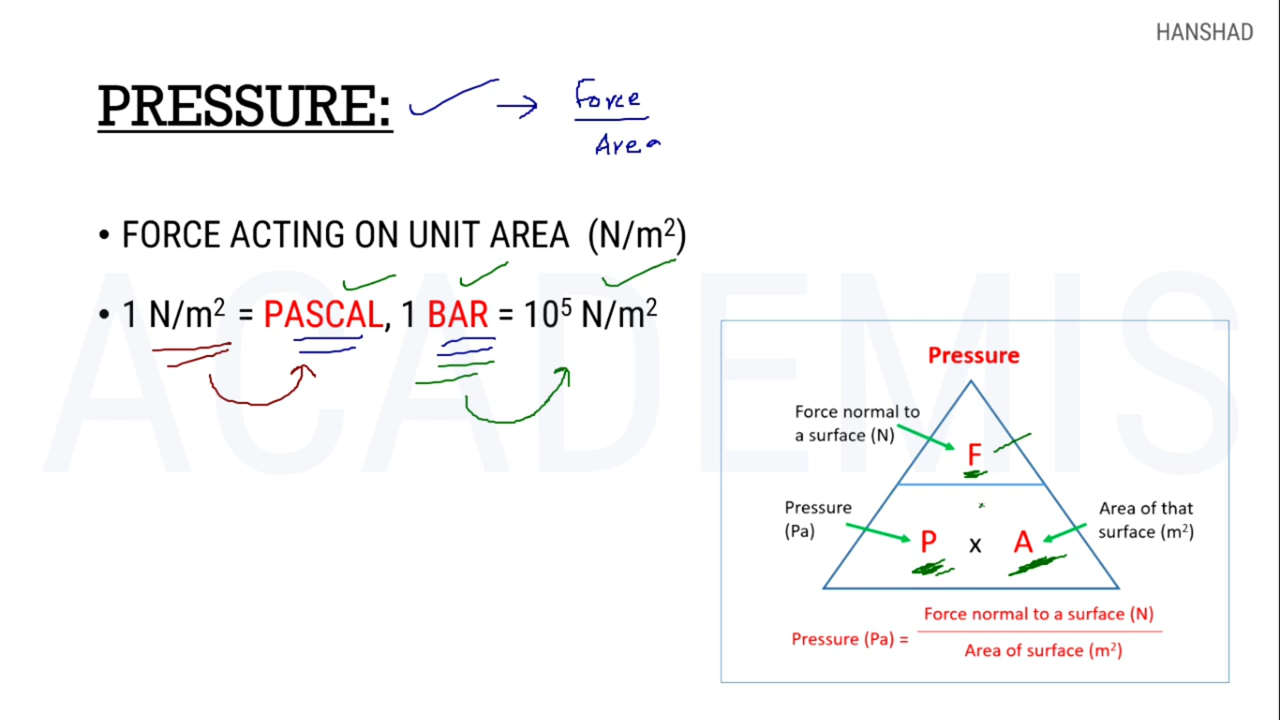 HANSHAD
PRESSURE: → Force
Area
• FORCE ACTING ON UNIT AREA (N/m²)
• 1 N/m² = PASCAL, 1 BAR = 10⁵ N/m²
ACADEMIS
Pressure
Force normal to
a surface (N)
F
Pressure
(Pa)
P x A
Area of that
surface (m²)
Pressure (Pa) =
Force normal to a surface (N)
Area of surface (m²)